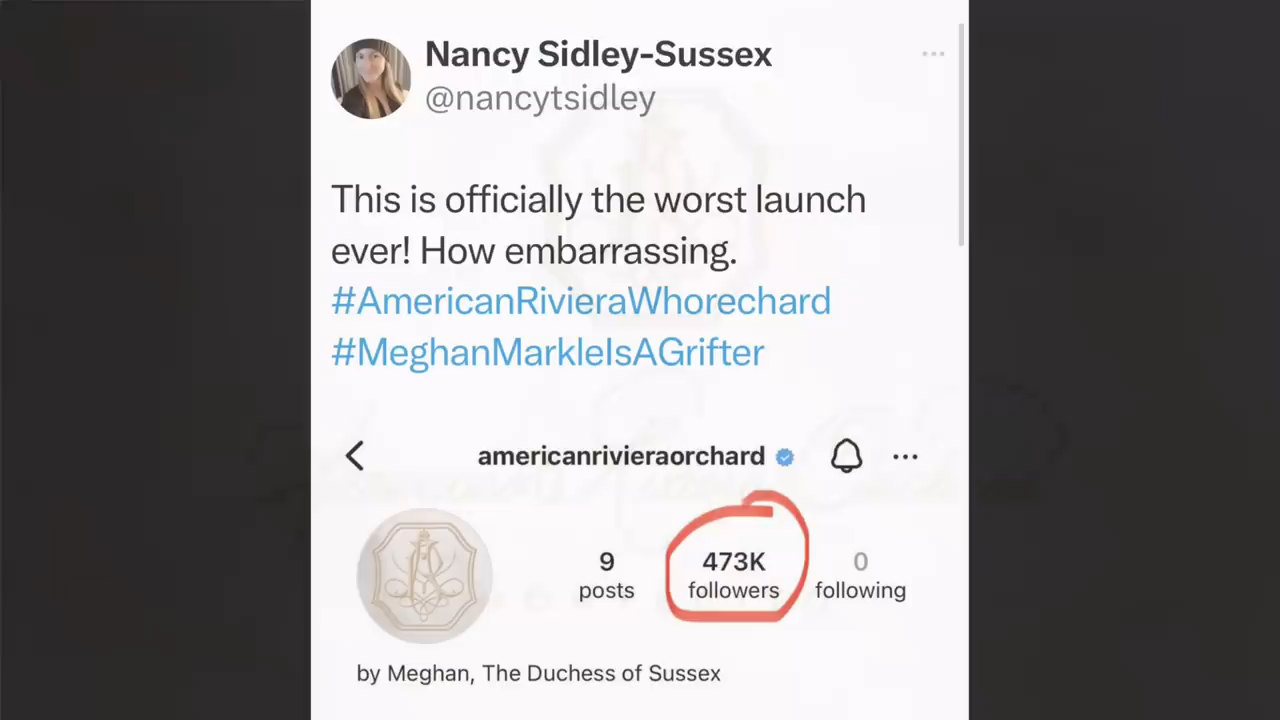 Nancy Sidley-Sussex
@nancytsidley
This is officially the worst launch
ever! How embarrassing.
#AmericanRivieraWhorechard
#MeghanMarkleIsAGrifter
americanrivieraorchard
9
posts
473K
followers
0
following
by Meghan, The Duchess of Sussex